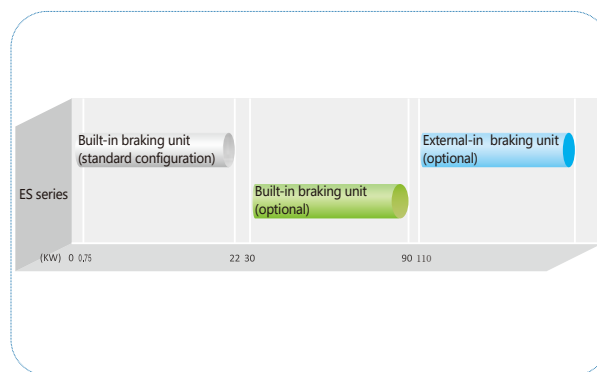 Built-in braking unit
(standard configuration)
External-in braking unit
(optional)
ES series
Built-in braking unit
(optional)
(KW) 0 0,75 22 30 90 110